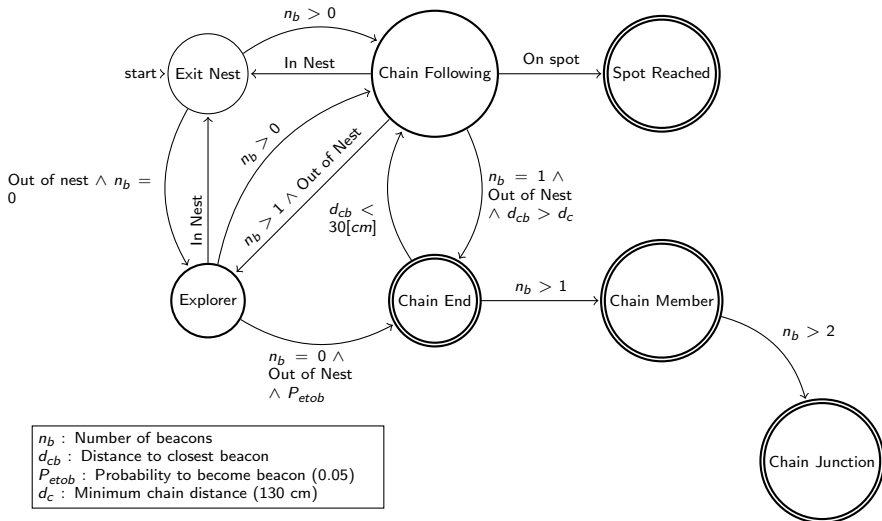 n_b > 0
start
Exit Nest
In Nest
Chain Following
On spot
Spot Reached
n_b > 0
n_b > 1 ∧ Out of Nest
Out of nest ∧ n_b =
0
In Nest
d_cb <
30[cm]
n_b = 1 ∧
Out of Nest
∧ d_cb > d_c
Explorer
Chain End
n_b > 1
Chain Member
n_b > 2
n_b = 0 ∧
Out of Nest
∧ P_etob
Chain Junction
n_b : Number of beacons
d_cb : Distance to closest beacon
P_etob : Probability to become beacon (0.05)
d_c : Minimum chain distance (130 cm)